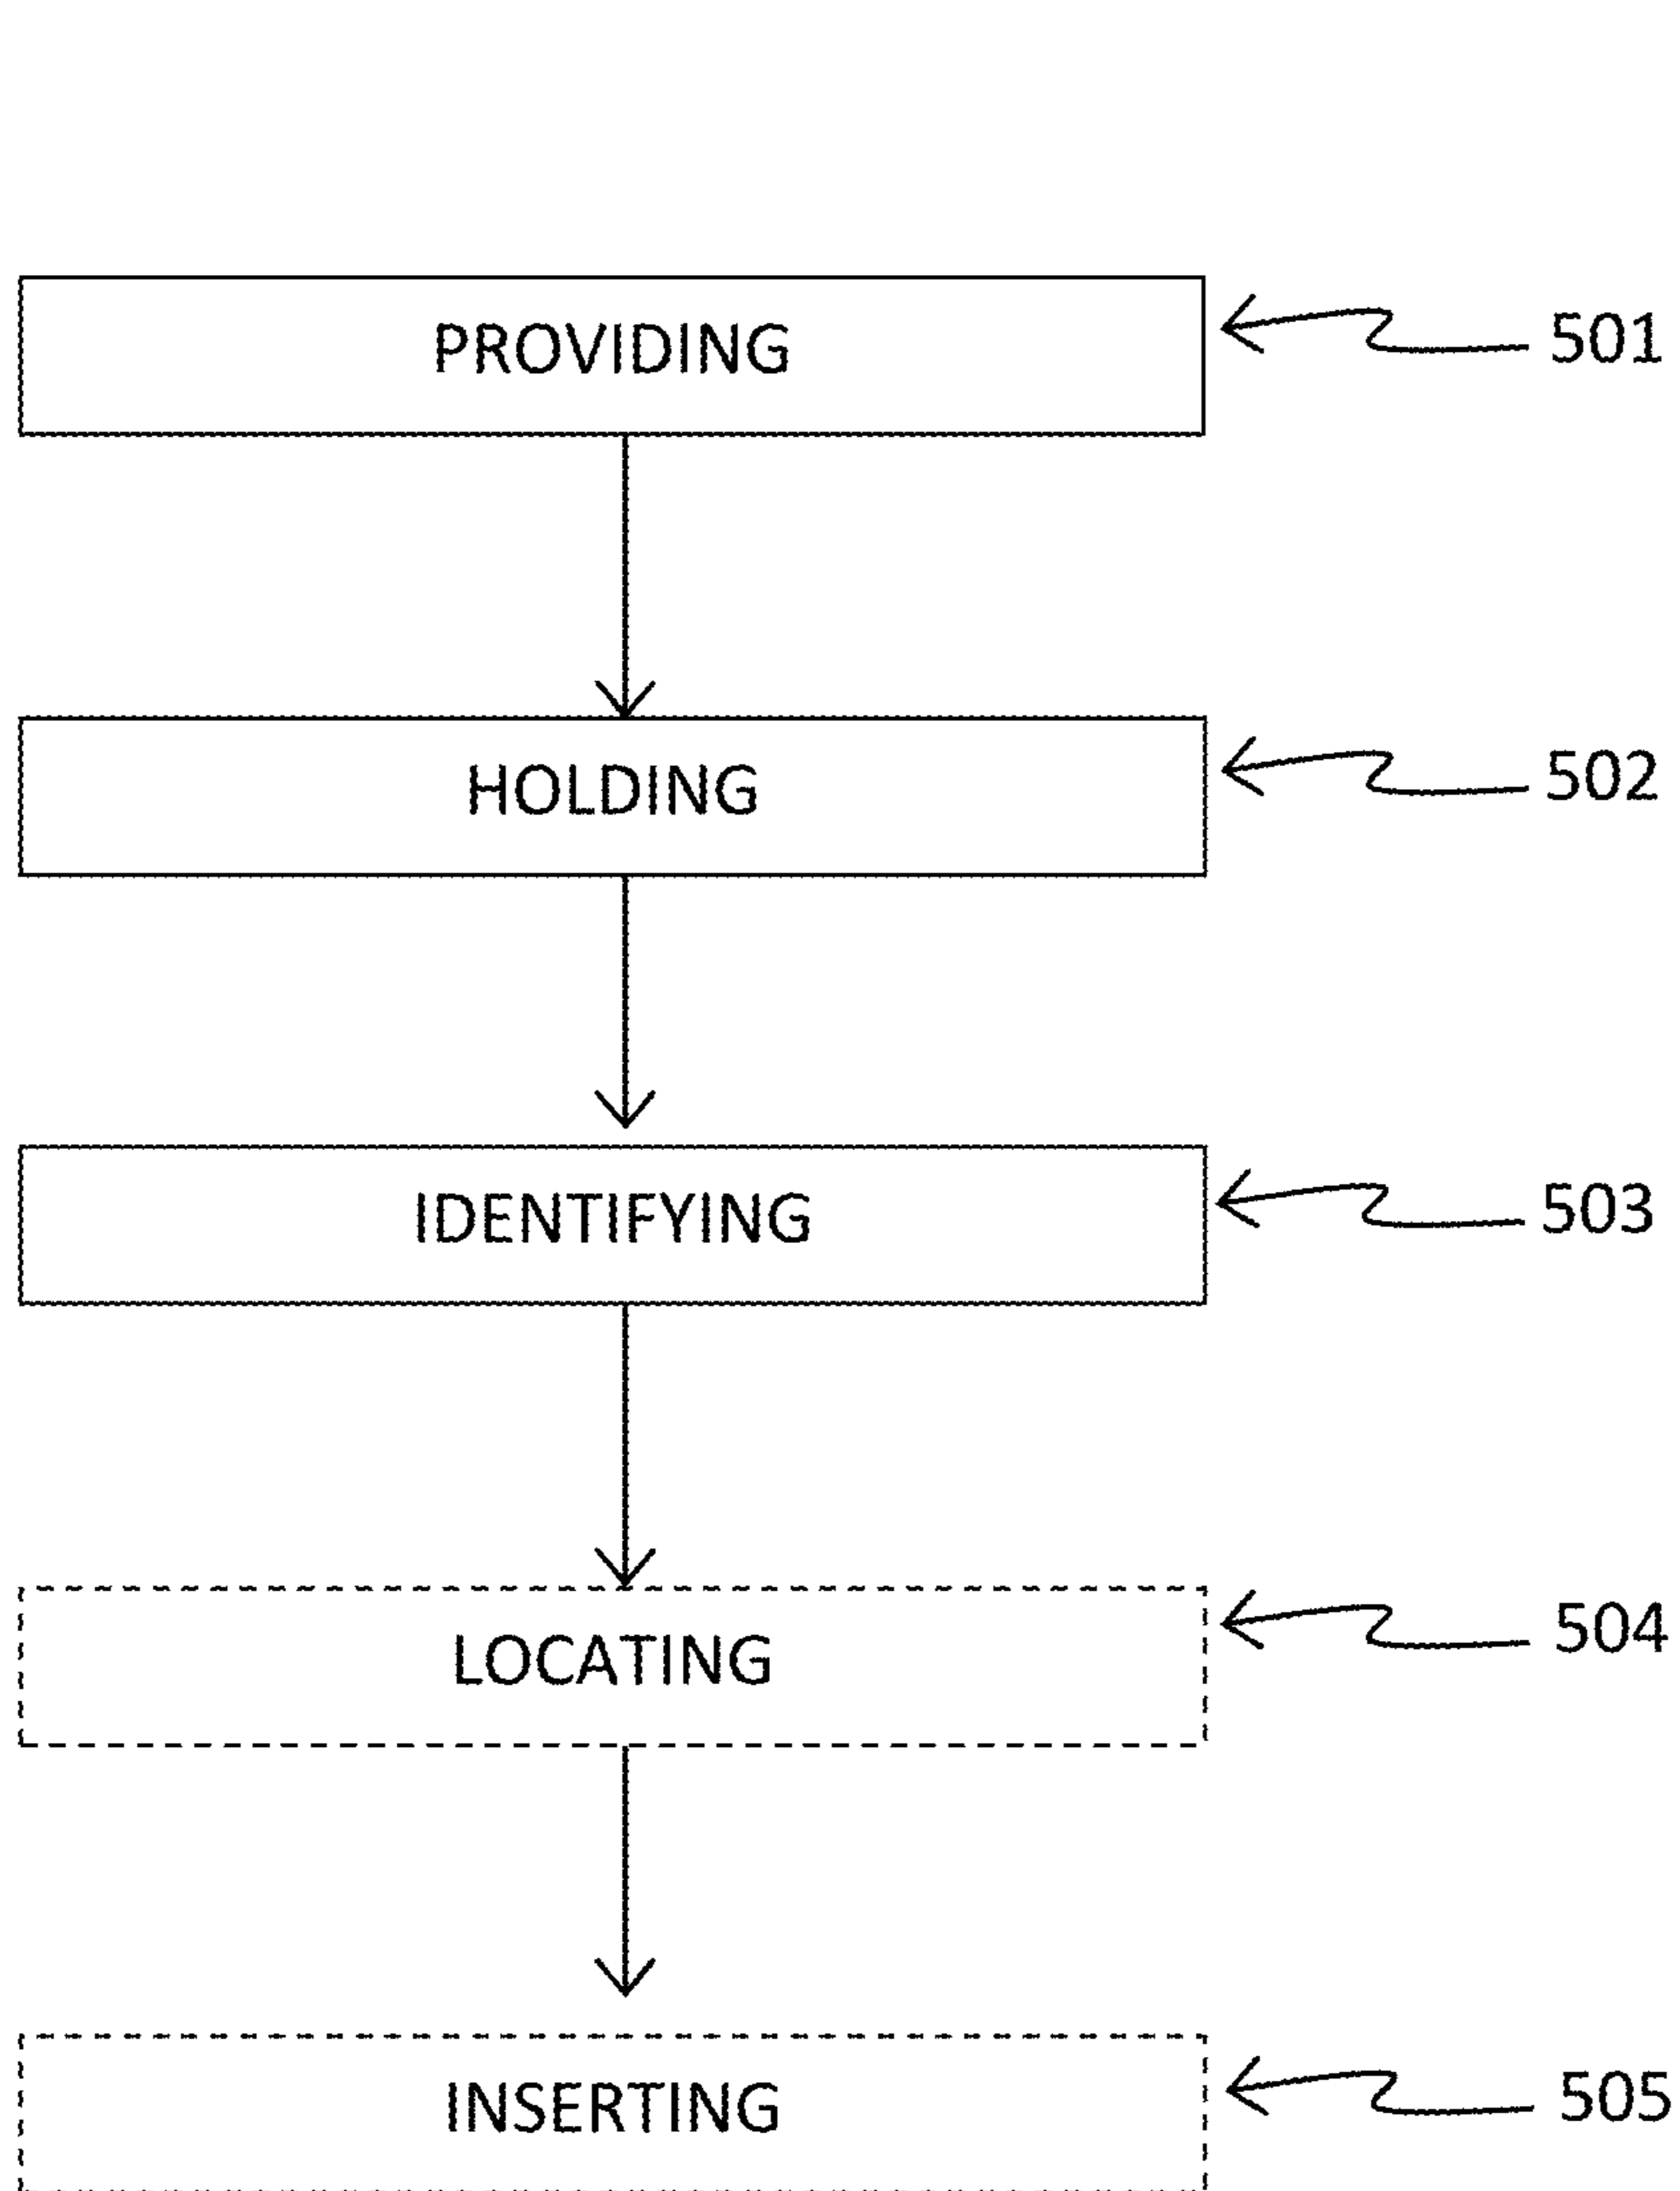 PROVIDING 501
HOLDING 502
IDENTIFYING 503
LOCATING 504
INSERTING 505